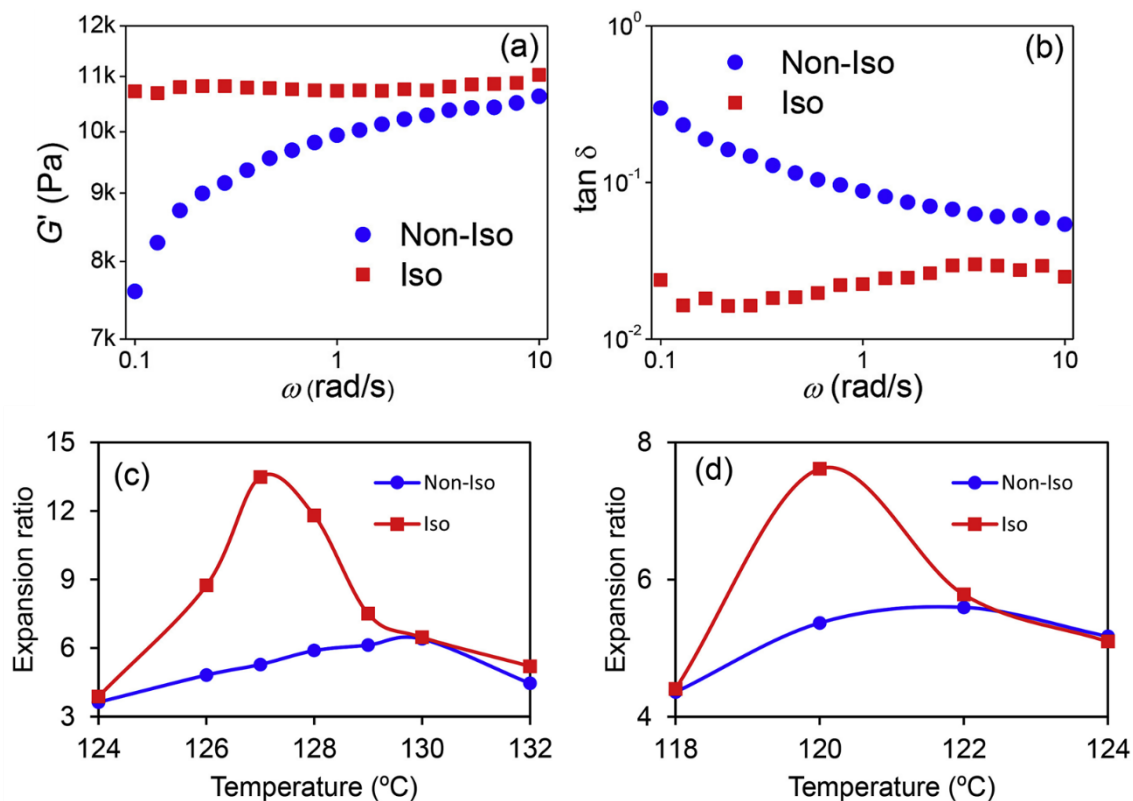 (a)
12k
11k
10k
9k
8k
7k
G' (Pa)
Non-Iso
Iso
0.1
1
10
ω (rad/s)
(b)
10⁰
10⁻¹
10⁻²
tan δ
Non-Iso
Iso
0.1
1
10
ω (rad/s)
(c)
15
12
9
6
3
Expansion ratio
Non-Iso
Iso
124
126
128
130
132
Temperature (ºC)
(d)
8
6
4
Expansion ratio
Non-Iso
Iso
118
120
122
124
Temperature (ºC)